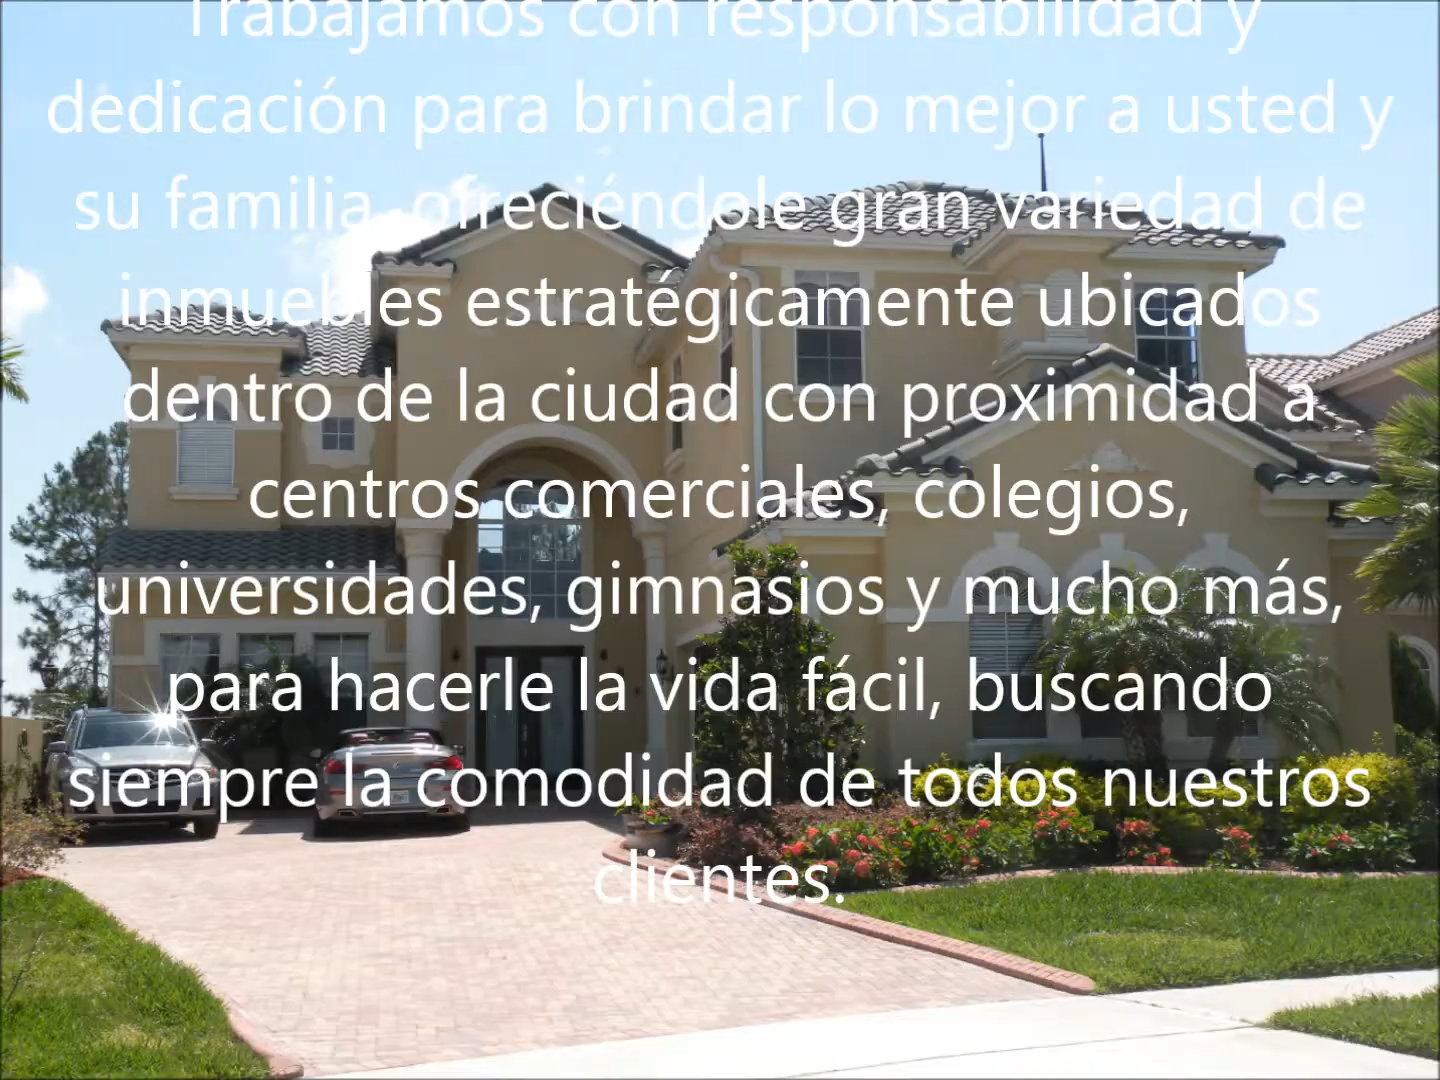 Trabajamos con responsabilidad y
dedicación para brindar lo mejor a usted y
su familia, ofreciéndole gran variedad de
inmuebles estratégicamente ubicados
dentro de la ciudad con proximidad a
centros comerciales, colegios,
universidades, gimnasios y mucho más,
para hacerle la vida fácil, buscando
siempre la comodidad de todos nuestros
clientes.